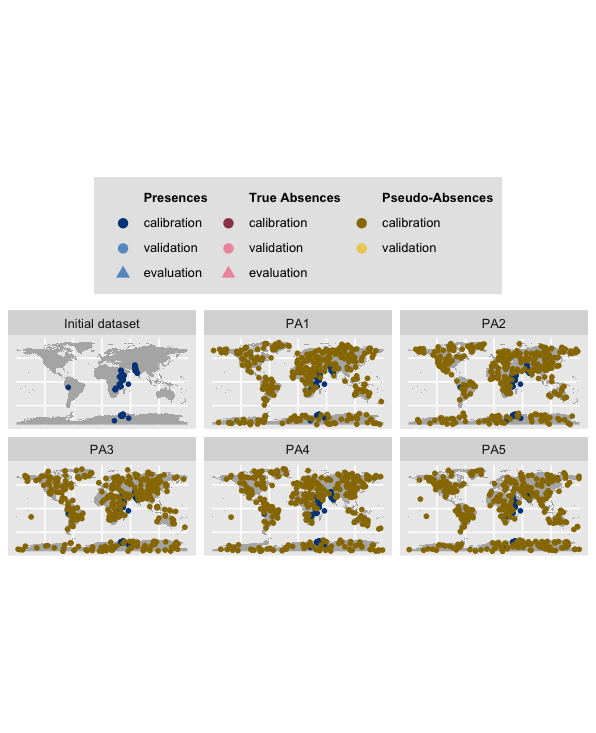 Presences True Absences Pseudo-Absences
calibration calibration calibration
validation validation validation
evaluation evaluation
Initial dataset PA1 PA2
PA3 PA4 PA5